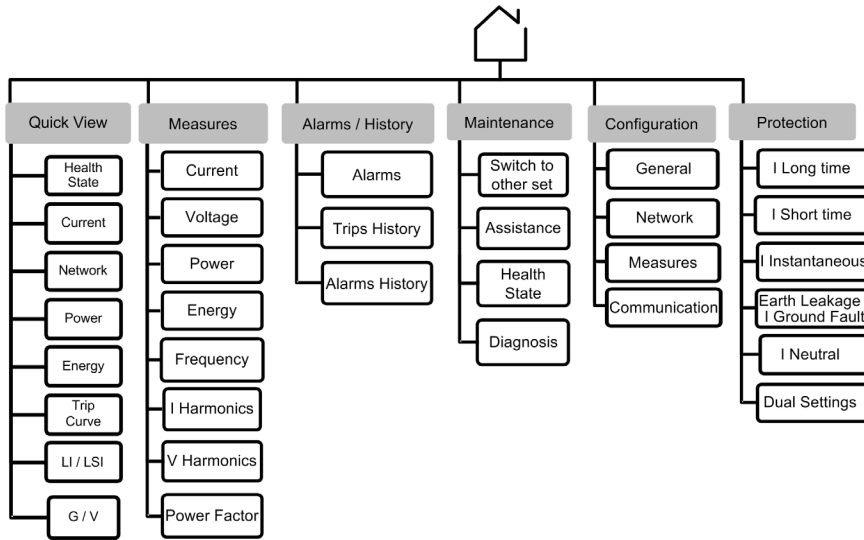 Quick View
Health
State
Current
Network
Power
Energy
Trip
Curve
LI / LSI
G / V
Measures
Current
Voltage
Power
Energy
Frequency
I Harmonics
V Harmonics
Power Factor
Alarms / History
Alarms
Trips History
Alarms History
Maintenance
Switch to
other set
Assistance
Health
State
Diagnosis
Configuration
General
Network
Measures
Communication
Protection
I Long time
I Short time
I Instantaneous
Earth Leakage
I Ground Fault
I Neutral
Dual Settings